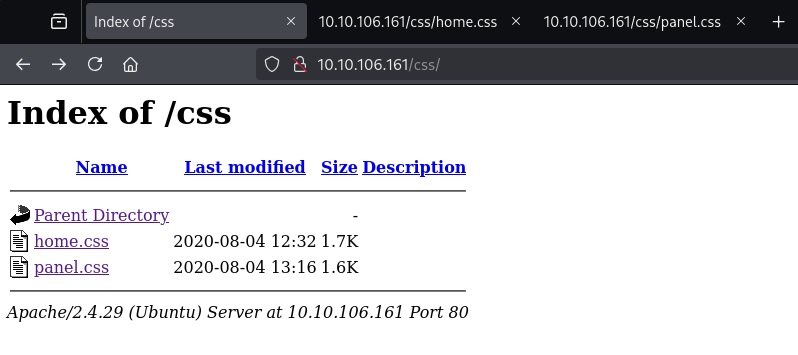 Index of /css
10.10.106.161/css/home.css
10.10.106.161/css/panel.css
10.10.106.161/css/
Index of /css
Name Last modified Size Description
Parent Directory -
home.css 2020-08-04 12:32 1.7K
panel.css 2020-08-04 13:16 1.6K
Apache/2.4.29 (Ubuntu) Server at 10.10.106.161 Port 80